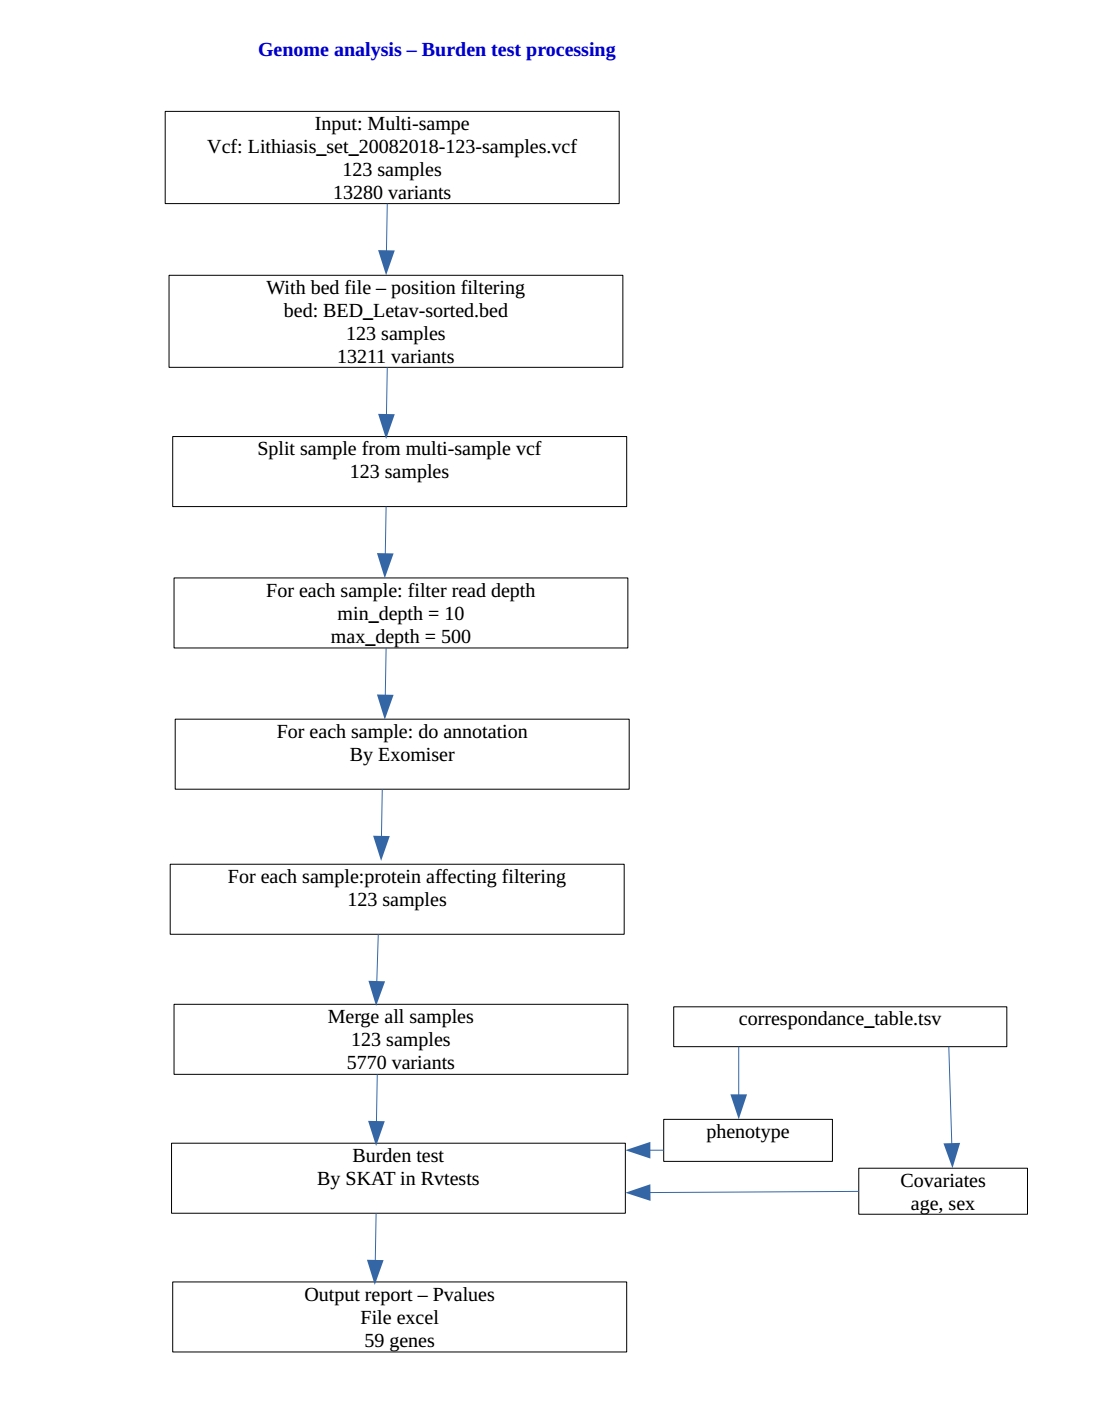 Genome analysis – Burden test processing
Input: Multi-sampe
Vcf: Lithiasis_set_20082018-123-samples.vcf
123 samples
13280 variants
With bed file – position filtering
bed: BED_Letav-sorted.bed
123 samples
13211 variants
Split sample from multi-sample vcf
123 samples
For each sample: filter read depth
min_depth = 10
max_depth = 500
For each sample: do annotation
By Exomiser
For each sample:protein affecting filtering
123 samples
Merge all samples
123 samples
5770 variants
correspondance_table.tsv
phenotype
Covariates
age, sex
Burden test
By SKAT in Rvtests
Output report – Pvalues
File excel
59 genes